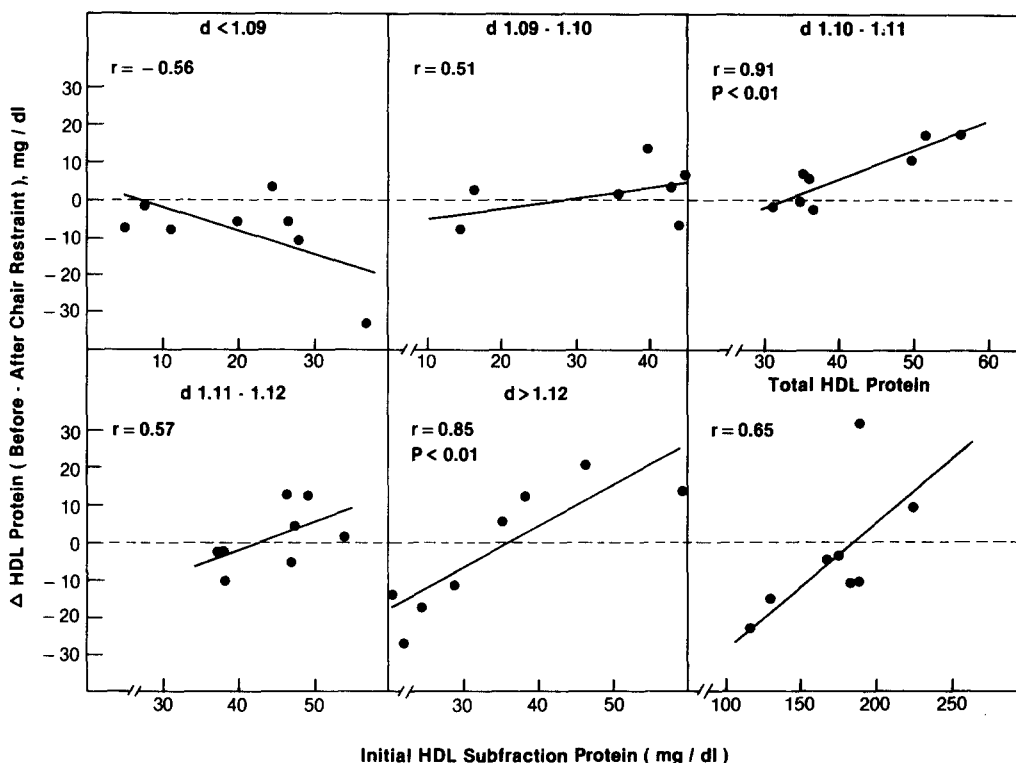 d < 1.09
d 1.09 - 1.10
d 1.10 - 1.11
r = - 0.56
r = 0.51
r = 0.91
P < 0.01
30
20
10
0
- 10
- 20
- 30
10
20
30
10
20
30
40
30
40
50
60
Total HDL Protein
d 1.11 - 1.12
d > 1.12
r = 0.57
r = 0.85
P < 0.01
r = 0.65
30
20
10
0
- 10
- 20
- 30
30
40
50
30
40
50
100
150
200
250
Δ HDL Protein ( Before - After Chair Restraint ), mg / dl
Initial HDL Subfraction Protein ( mg / dl )